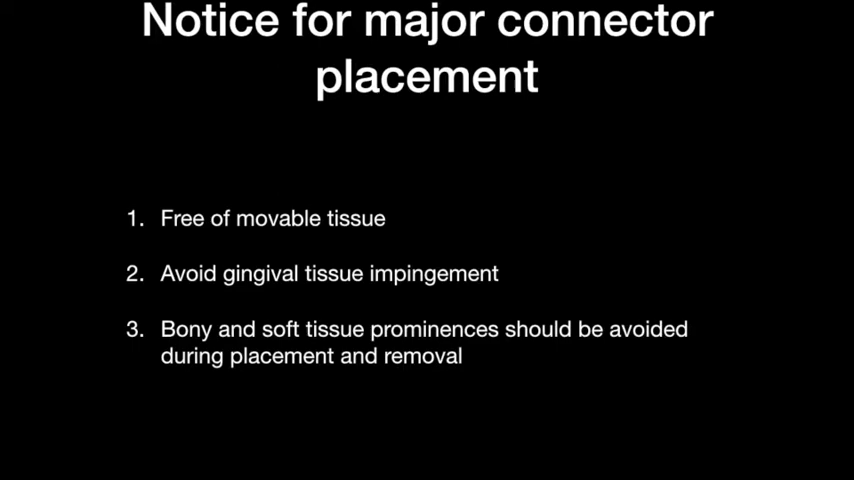 Notice for major connector
placement
1. Free of movable tissue
2. Avoid gingival tissue impingement
3. Bony and soft tissue prominences should be avoided
during placement and removal